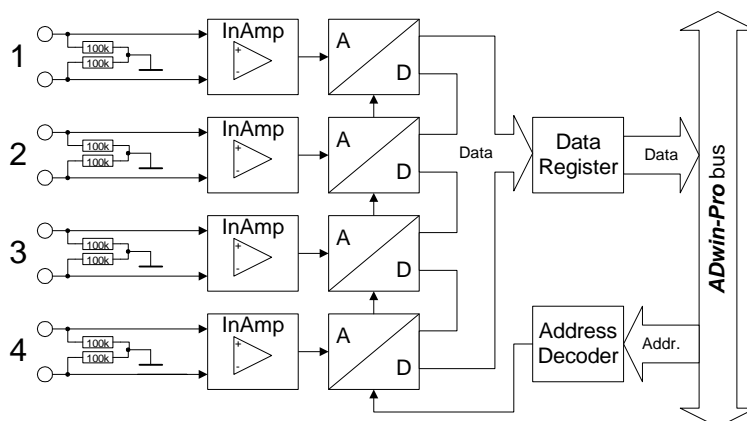 1
100k
100k
InAmp
+
-
A
D
2
100k
100k
InAmp
+
-
A
D
3
100k
100k
InAmp
+
-
A
D
4
100k
100k
InAmp
+
-
A
D
Data
Data
Register
Data
Address
Decoder
Addr.
ADwin-Pro bus